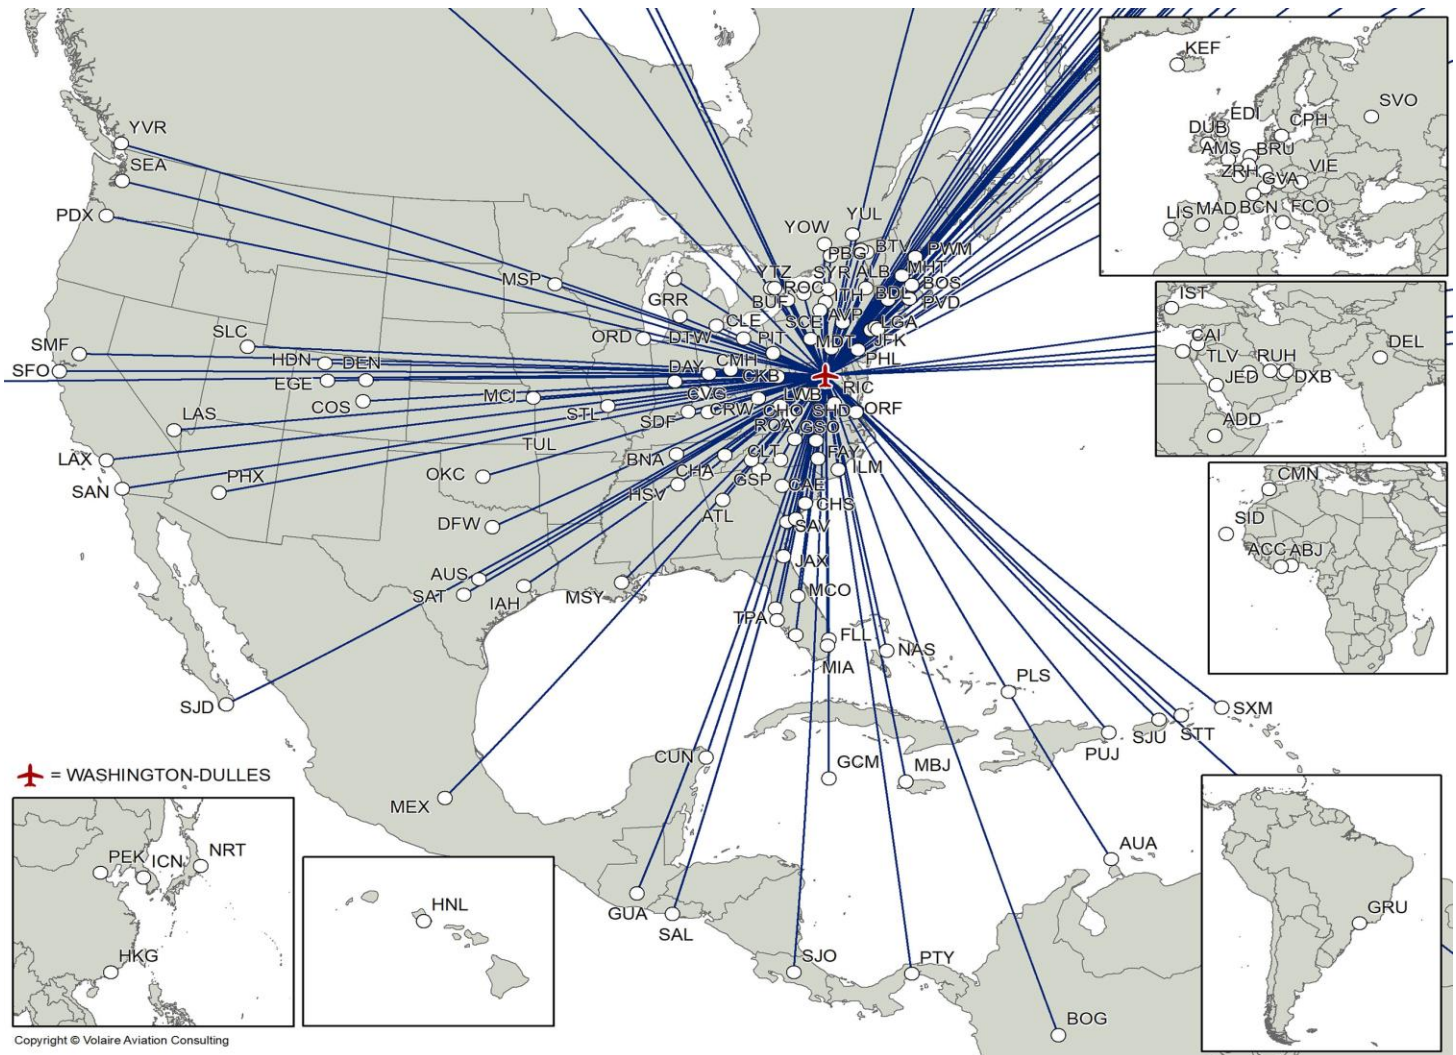 KEF
SVO
EDI
CPH
DUB
AMS
BRU
ZRH
GVA
VIE
LIS
MAD
BCN
FCO
YVR
SEA
PDX
YUL
YOW
PBG
BTV
PWM
MSP
YTZ
SYR
ALB
MHT
BOS
GRR
BUF
ROC
ITH
BDL
PVD
IST
SLC
ORD
DTW
CLE
PIT
SCE
AVP
LGA
JFK
MDT
PHL
CAI
TLV
RUH
DEL
JED
DXB
ADD
SMF
SFO
HDN
DEN
EGE
COS
DAY
CMH
CKB
RIC
LAS
MCI
STL
CVG
SDF
CRW
LWB
CHO
SHD
ORF
ROA
GSO
TUL
LAX
SAN
PHX
OKC
BNA
CHA
CLT
FAY
ILM
HSV
GSP
CAE
CMN
SID
ACC
ABJ
DFW
ATL
CHS
SAV
AUS
SAT
IAH
MSY
JAX
MCO
TPA
FLL
MIA
NAS
PLS
SJD
SXM
STT
SJU
PUJ
CUN
GCM
MBJ
= WASHINGTON-DULLES
MEX
AUA
PEK
ICN
NRT
HNL
GUA
SAL
GRU
HKG
SJO
PTY
BOG
Copyright © Volaire Aviation Consulting